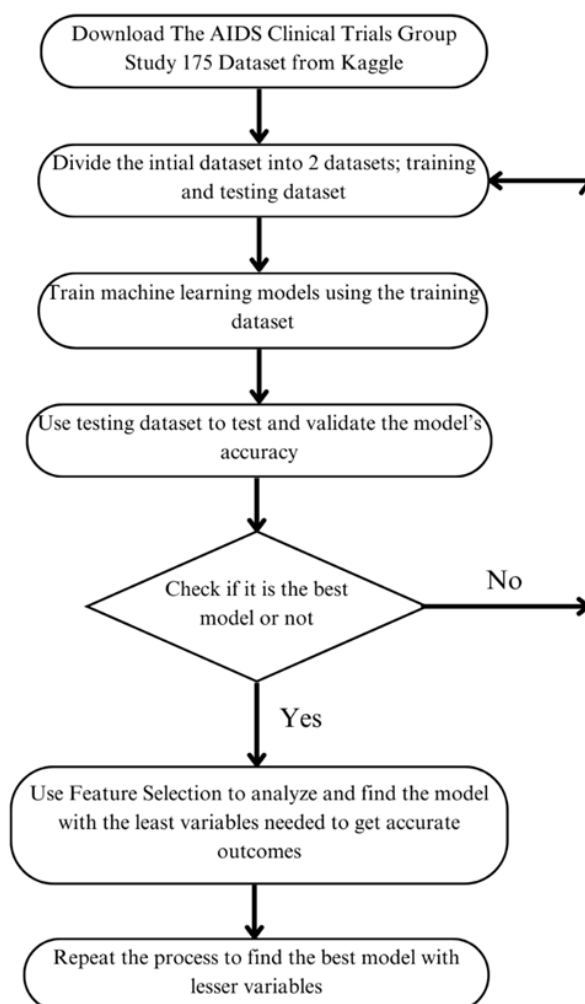 Download The AIDS Clinical Trials Group
Study 175 Dataset from Kaggle
Divide the intial dataset into 2 datasets; training
and testing dataset
Train machine learning models using the training
dataset
Use testing dataset to test and validate the model's
accuracy
Check if it is the best
model or not
No
Yes
Use Feature Selection to analyze and find the model
with the least variables needed to get accurate
outcomes
Repeat the process to find the best model with
lesser variables